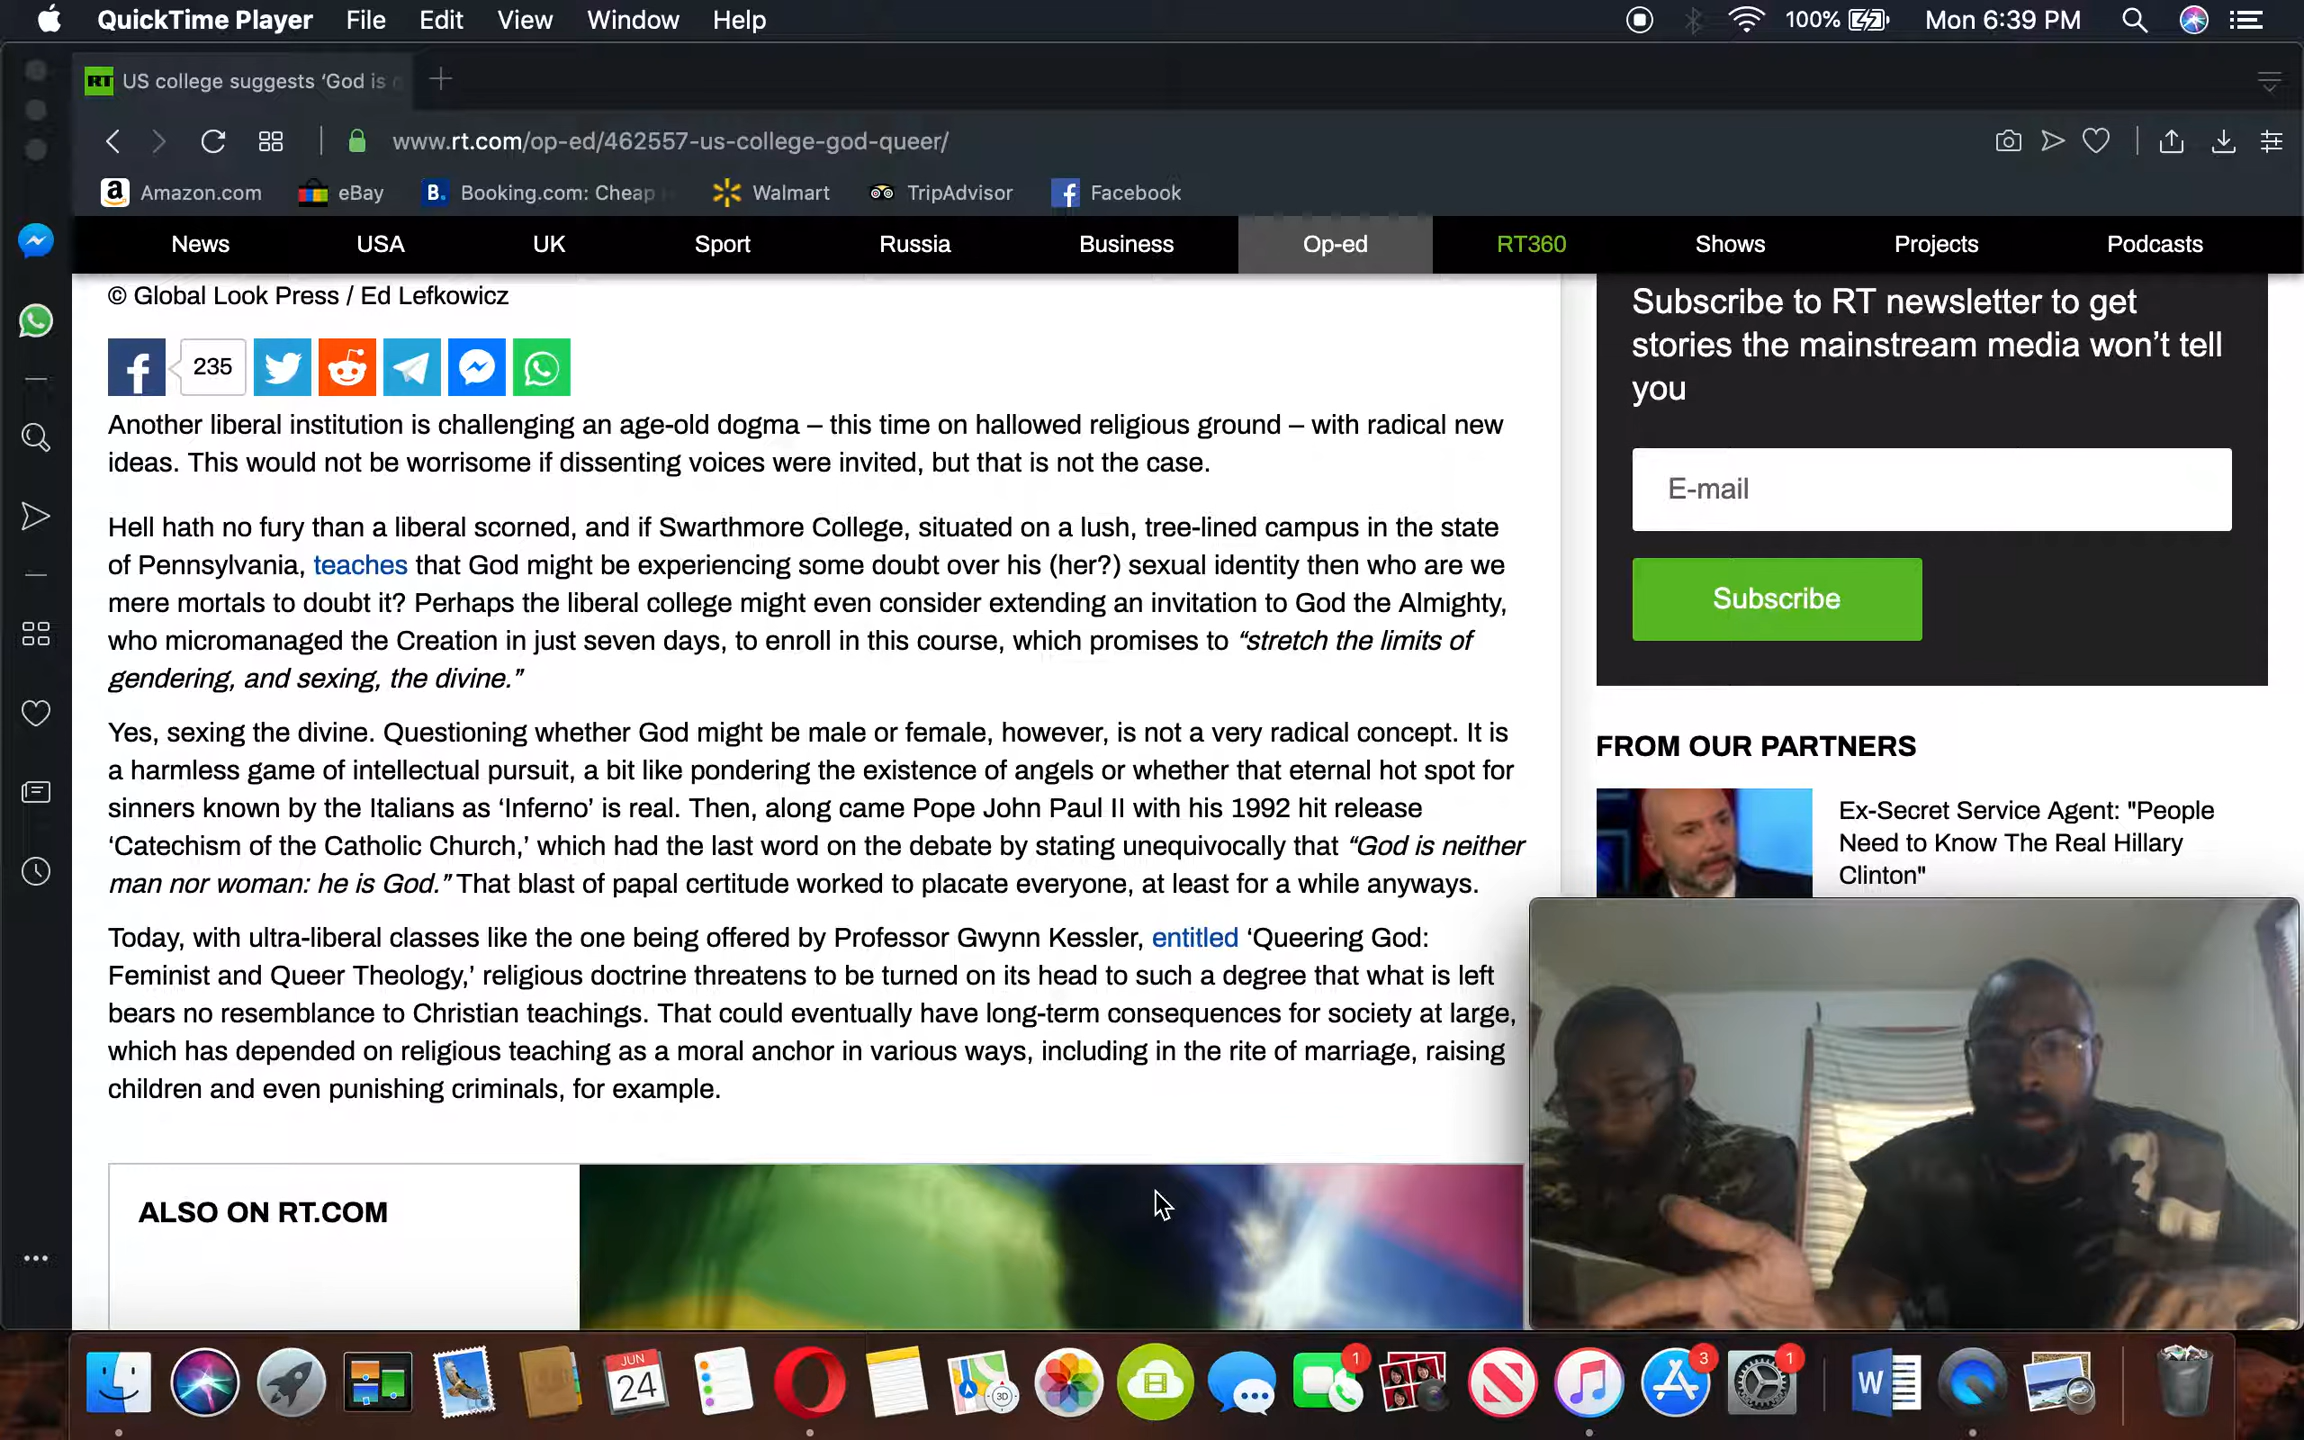 QuickTime Player File Edit View Window Help 100% Mon 6:39 PM
RT US college suggests ‘God is
www.rt.com/op-ed/462557-us-college-god-queer/
a Amazon.com eBay B. Booking.com: Cheap Walmart TripAdvisor f Facebook
News USA UK Sport Russia Business Op-ed RT360 Shows Projects Podcasts
© Global Look Press / Ed Lefkowicz
f 235
Another liberal institution is challenging an age-old dogma – this time on hallowed religious ground – with radical new
ideas. This would not be worrisome if dissenting voices were invited, but that is not the case.
Hell hath no fury than a liberal scorned, and if Swarthmore College, situated on a lush, tree-lined campus in the state
of Pennsylvania, teaches that God might be experiencing some doubt over his (her?) sexual identity then who are we
mere mortals to doubt it? Perhaps the liberal college might even consider extending an invitation to God the Almighty,
who micromanaged the Creation in just seven days, to enroll in this course, which promises to “stretch the limits of
gendering, and sexing, the divine.”
Yes, sexing the divine. Questioning whether God might be male or female, however, is not a very radical concept. It is
a harmless game of intellectual pursuit, a bit like pondering the existence of angels or whether that eternal hot spot for
sinners known by the Italians as ‘Inferno’ is real. Then, along came Pope John Paul II with his 1992 hit release
‘Catechism of the Catholic Church,’ which had the last word on the debate by stating unequivocally that “God is neither
man nor woman: he is God.” That blast of papal certitude worked to placate everyone, at least for a while anyways.
Today, with ultra-liberal classes like the one being offered by Professor Gwynn Kessler, entitled ‘Queering God:
Feminist and Queer Theology,’ religious doctrine threatens to be turned on its head to such a degree that what is left
bears no resemblance to Christian teachings. That could eventually have long-term consequences for society at large,
which has depended on religious teaching as a moral anchor in various ways, including in the rite of marriage, raising
children and even punishing criminals, for example.
ALSO ON RT.COM
Subscribe to RT newsletter to get
stories the mainstream media won’t tell
you
E-mail
Subscribe
FROM OUR PARTNERS
Ex-Secret Service Agent: "People
Need to Know The Real Hillary
Clinton"
JUN
24
3D
1
N
3
1
W